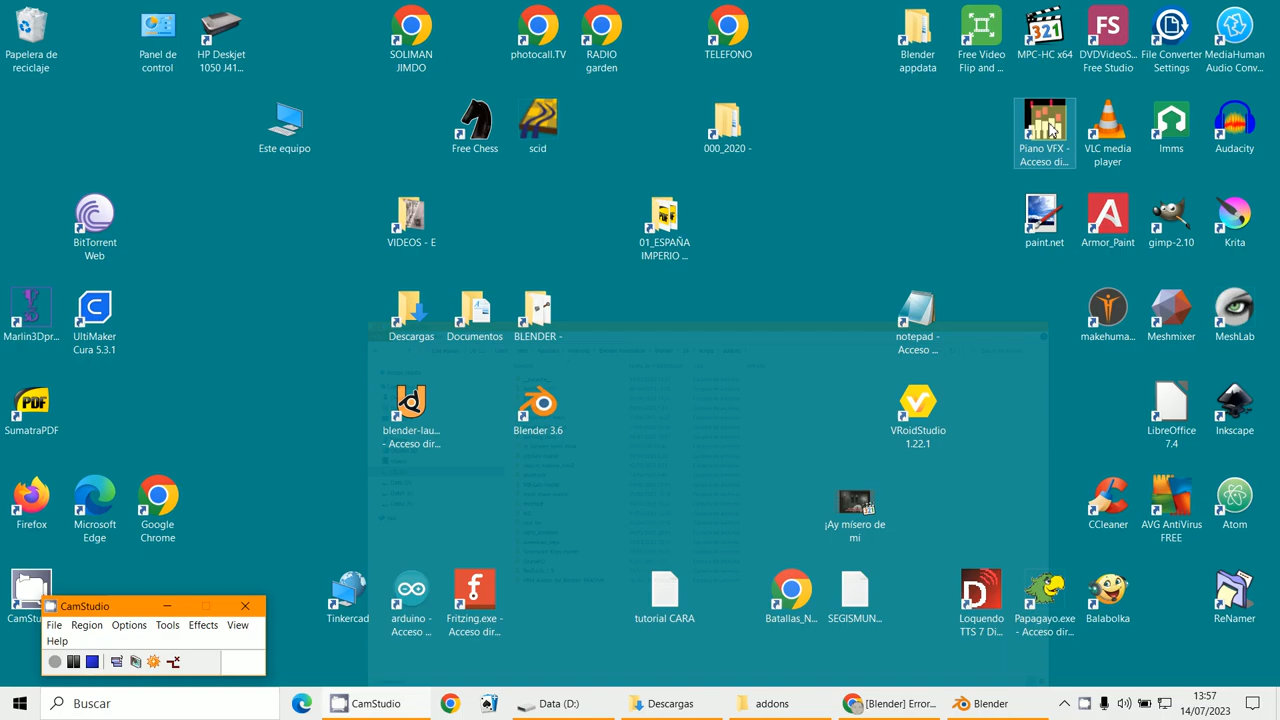 Papelera de
reciclaje
Panel de
control
HP Deskjet
1050 J41...
SOLIMAN
JIMDO
photocall.TV
RADIO
garden
TELEFONO
Blender
appdata
Free Video
Flip and ...
MPC-HC x64
DVDVideoS...
Free Studio
File Converter
Settings
MediaHuman
Audio Conv...
Este equipo
Free Chess
scid
000_2020 -
Piano VFX -
Acceso di...
VLC media
player
lmms
Audacity
BitTorrent
Web
VIDEOS - E
01_ESPAÑA
IMPERIO ...
paint.net
Armor_Paint
gimp-2.10
Krita
Marlin3Dpr...
UltiMaker
Cura 5.3.1
Descargas
Documentos
BLENDER -
notepad -
Acceso ...
makehuma...
Meshmixer
MeshLab
SumatraPDF
blender-lau...
- Acceso dir...
Blender 3.6
VRoidStudio
1.22.1
LibreOffice
7.4
Inkscape
Firefox
Microsoft
Edge
Google
Chrome
¡Ay mísero de
mi
CCleaner
AVG AntiVirus
FREE
Atom
CamStu
Tinkercad
arduino -
Acceso ...
Fritzing.exe -
Acceso dir...
tutorial CARA
Batallas_N...
SEGISMUN...
Loquendo
TTS 7 Di...
Papagayo.exe
- Acceso dir...
Balabolka
ReNamer
CamStudio
File Region Options Tools Effects View
Help
Buscar
CamStudio
Data (D:)
Descargas
addons
[Blender] Error...
Blender
13:57
14/07/2023